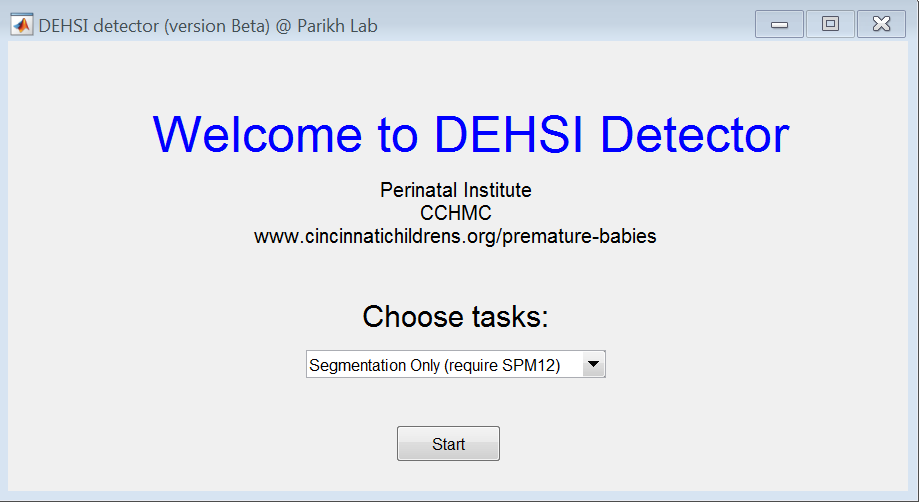 DEHSI detector (version Beta) @ Parikh Lab
Welcome to DEHSI Detector
Perinatal Institute
CCHMC
www.cincinnatichildrens.org/premature-babies
Choose tasks:
Segmentation Only (require SPM12)
Start